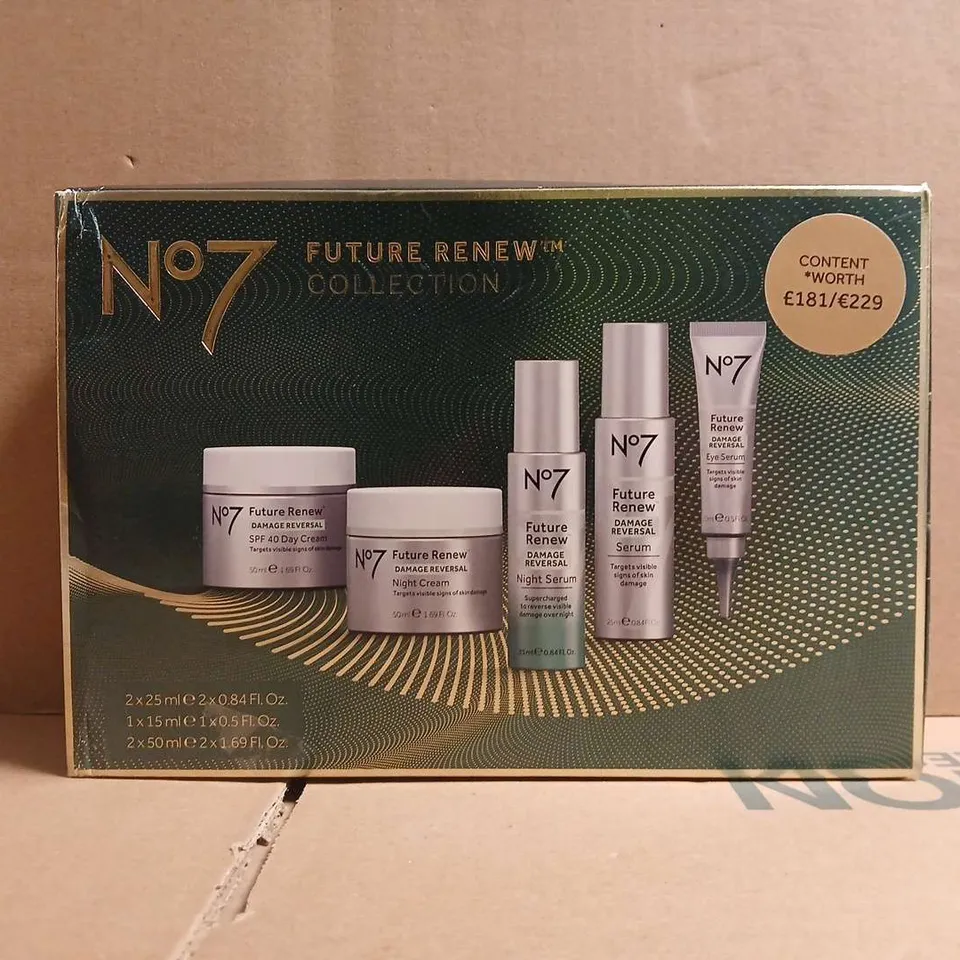 No7
FUTURE RENEW™
COLLECTION
CONTENT
*WORTH
£181/€229
No7 Future Renew™
DAMAGE REVERSAL
SPF 40 Day Cream
Targets visible signs of skin damage
50ml ℮ 1.69 Fl. Oz.
No7 Future Renew
DAMAGE REVERSAL
Night Cream
Targets visible signs of skin damage
50ml ℮ 1.69 Fl. Oz.
No7
Future
Renew
DAMAGE
REVERSAL
Night Serum
Supercharged
to reverse visible
damage overnight
25ml ℮ 0.84 Fl. Oz.
No7
Future
Renew
DAMAGE
REVERSAL
Serum
Targets visible
signs of skin
damage
25ml ℮ 0.84 Fl. Oz.
No7
Future
Renew
DAMAGE
REVERSAL
Eye Serum
Targets visible
signs of skin
damage
℮ 0.5 Fl. Oz.
2 x 25 ml ℮ 2 x 0.84 Fl. Oz.
1 x 15 ml ℮ 1 x 0.5 Fl. Oz.
2 x 50 ml ℮ 2 x 1.69 Fl. Oz.